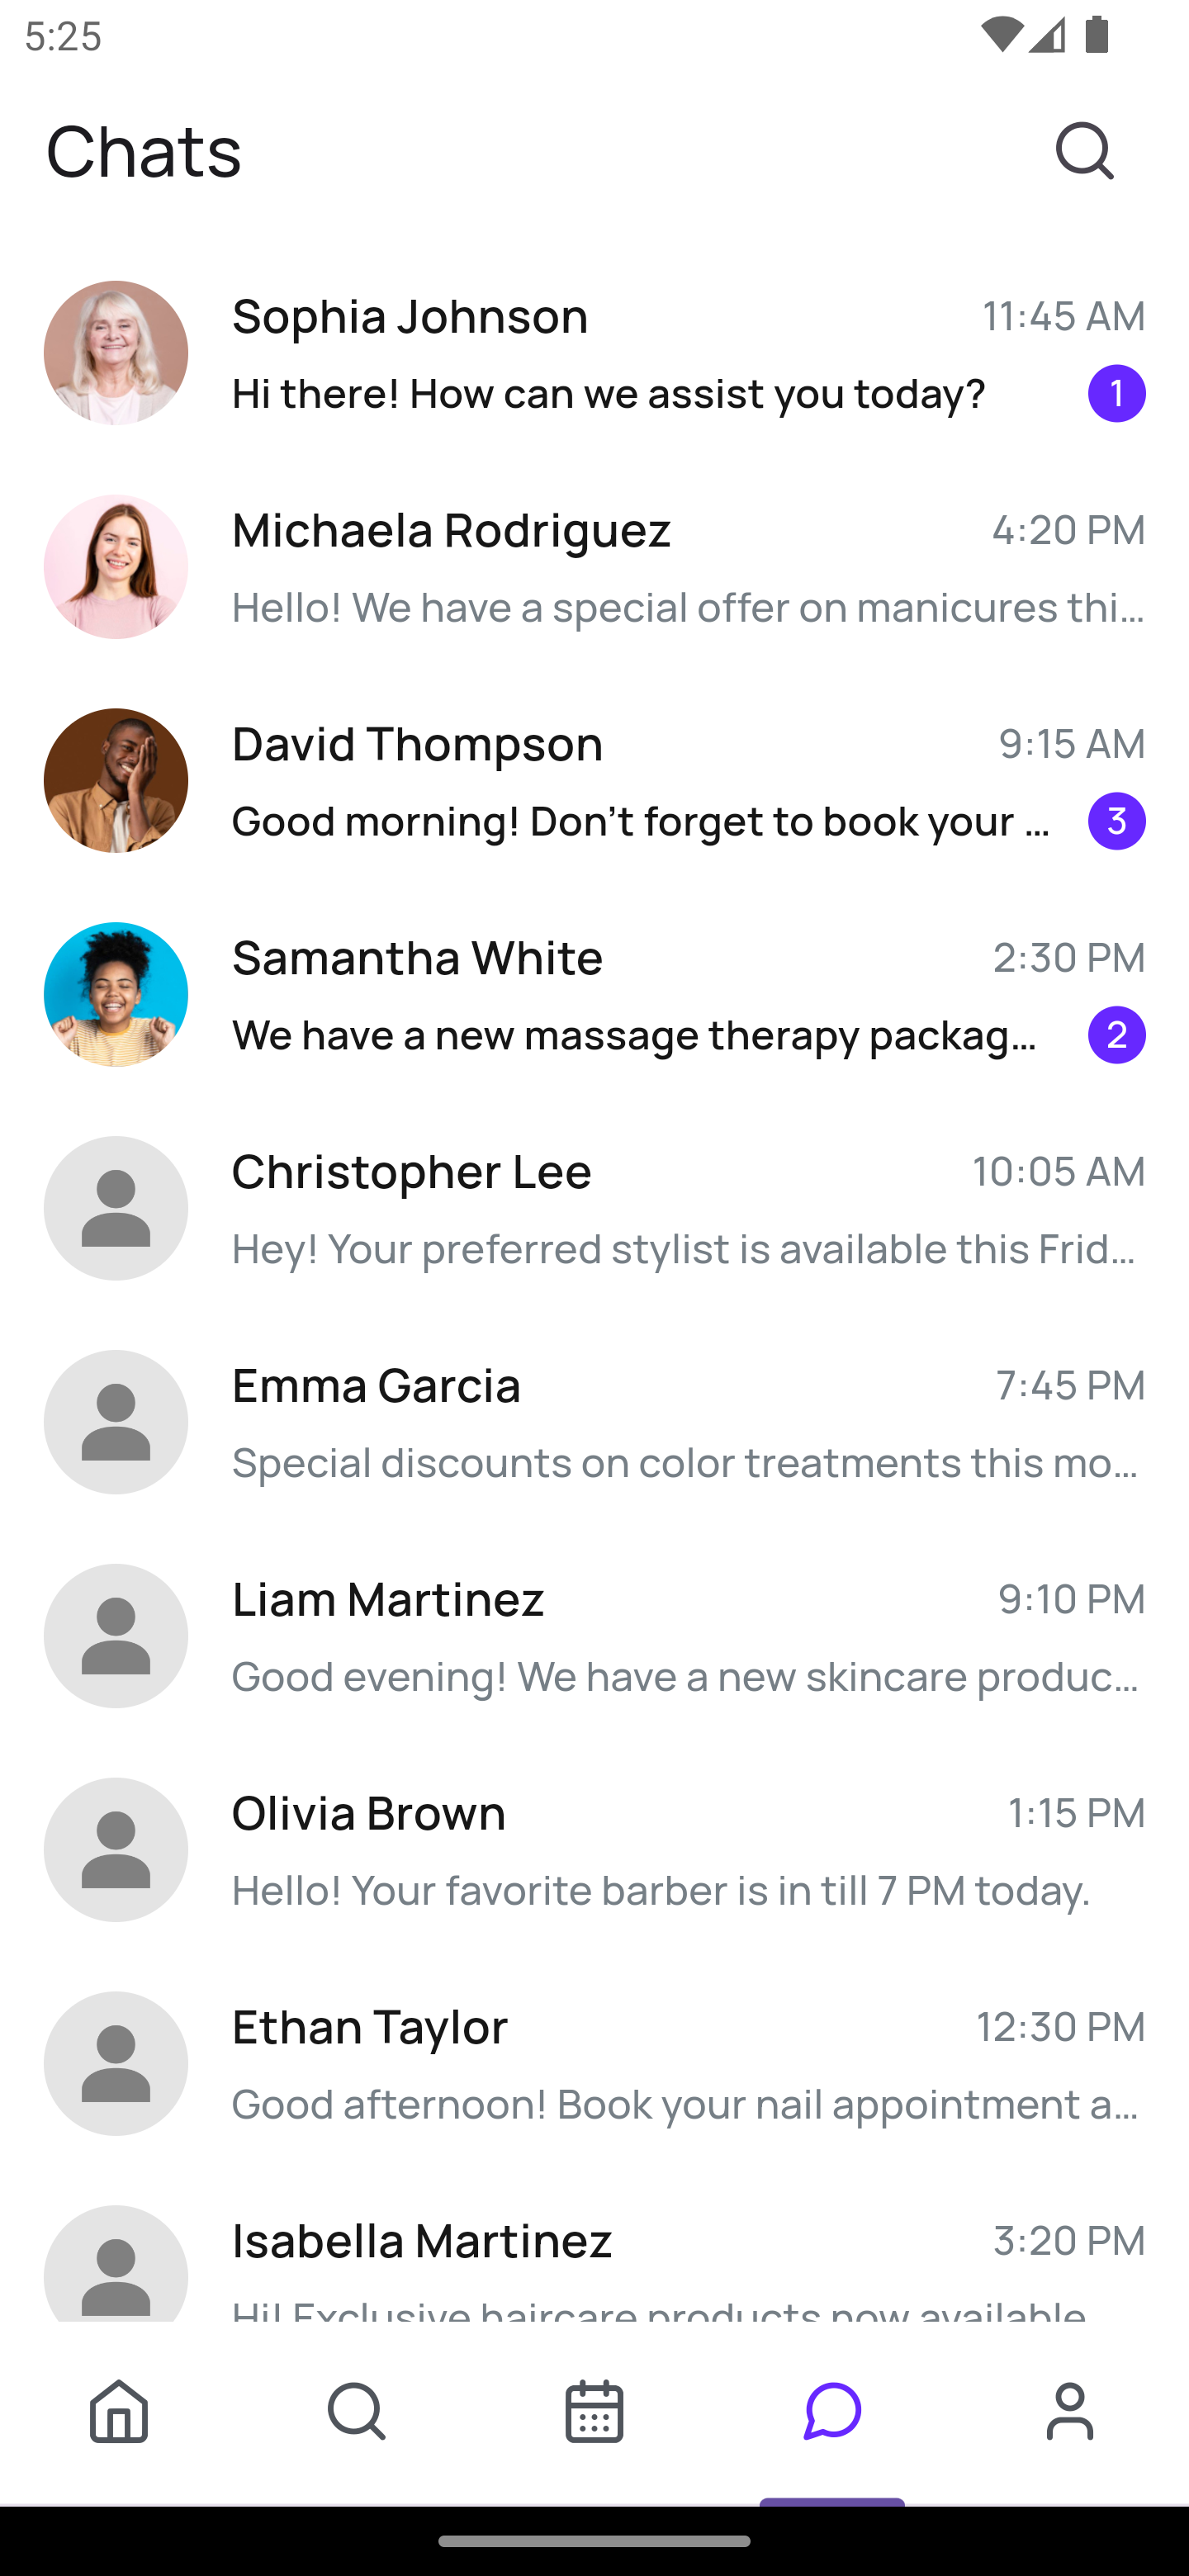 5:25
Chats
Sophia Johnson 11:45 AM
Hi there! How can we assist you today? 1
Michaela Rodriguez 4:20 PM
Hello! We have a special offer on manicures thi...
David Thompson 9:15 AM
Good morning! Don't forget to book your ... 3
Samantha White 2:30 PM
We have a new massage therapy packag... 2
Christopher Lee 10:05 AM
Hey! Your preferred stylist is available this Frid...
Emma Garcia 7:45 PM
Special discounts on color treatments this mo...
Liam Martinez 9:10 PM
Good evening! We have a new skincare produc...
Olivia Brown 1:15 PM
Hello! Your favorite barber is in till 7 PM today.
Ethan Taylor 12:30 PM
Good afternoon! Book your nail appointment a...
Isabella Martinez 3:20 PM
Hi! Exclusive haircare products now available